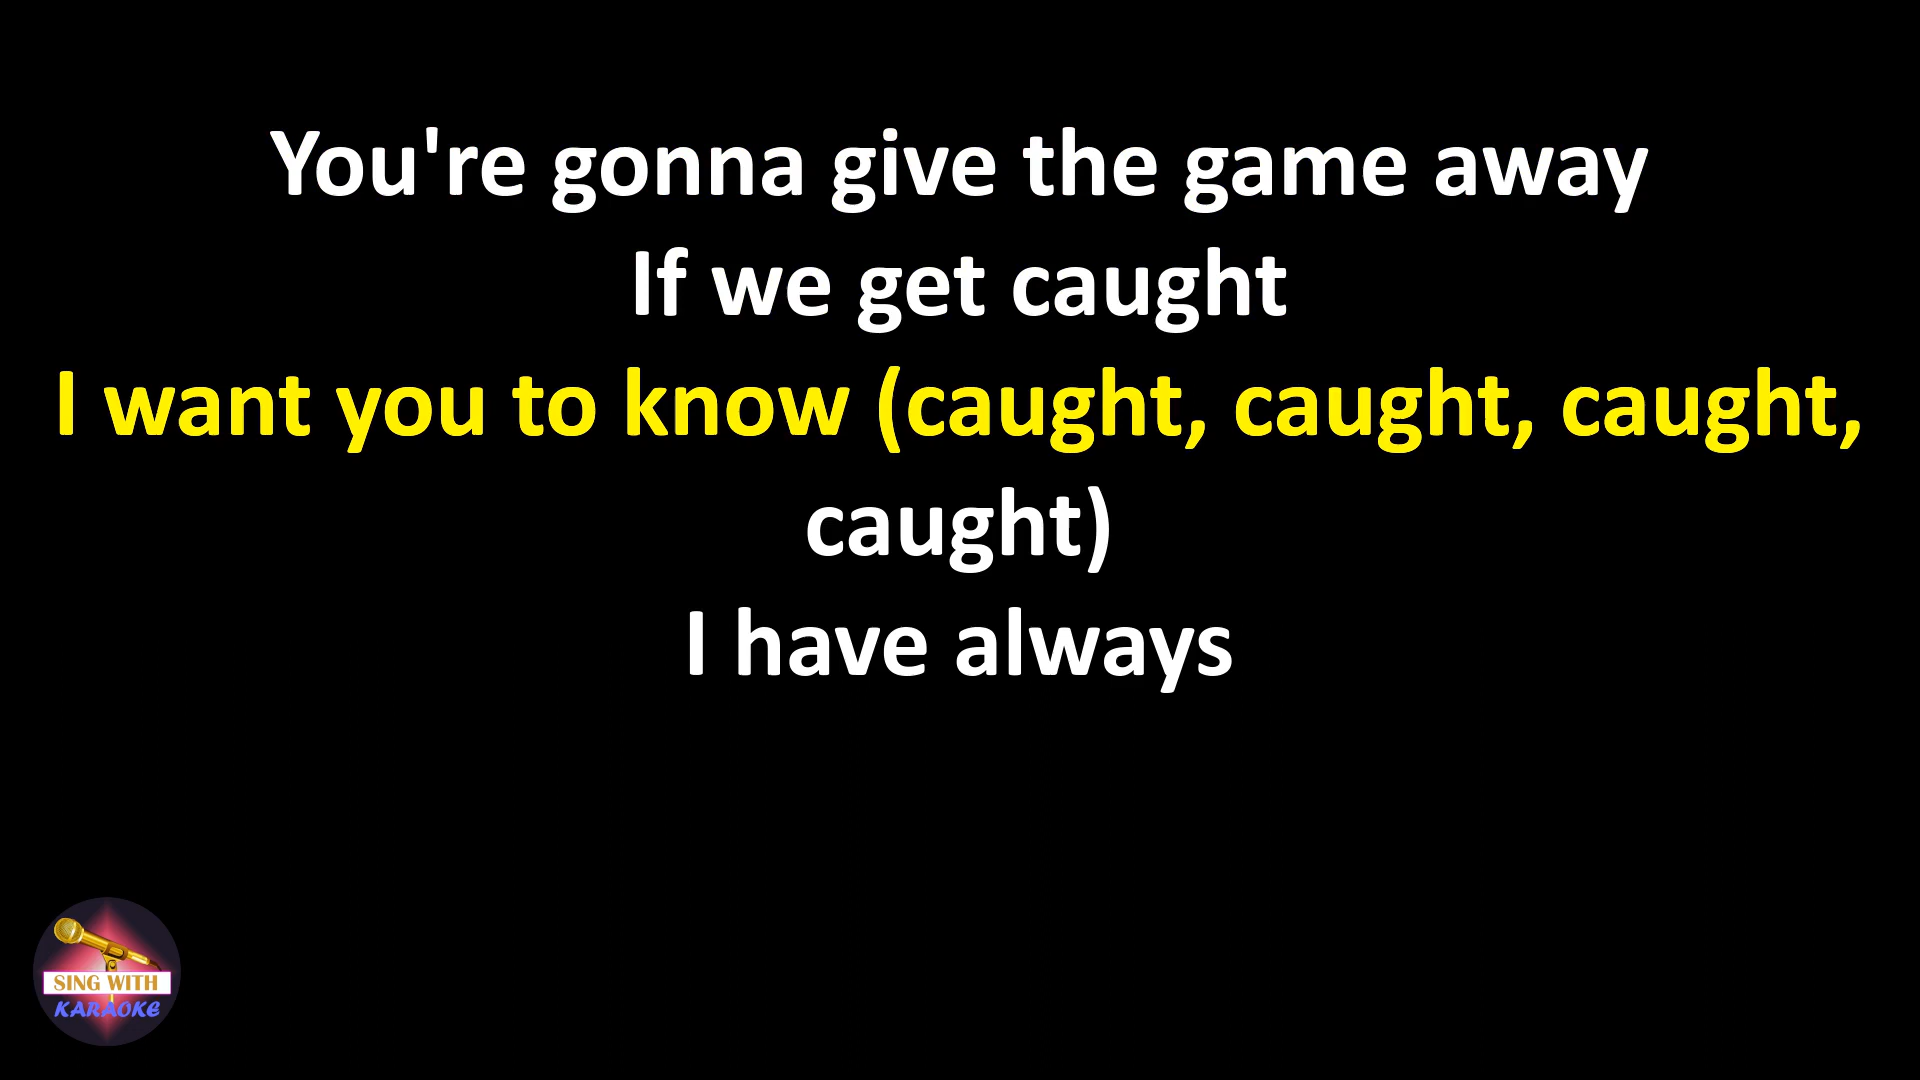 You're gonna give the game away
If we get caught
I want you to know (caught, caught, caught,
caught)
I have always
SING WITH
KARAOKE